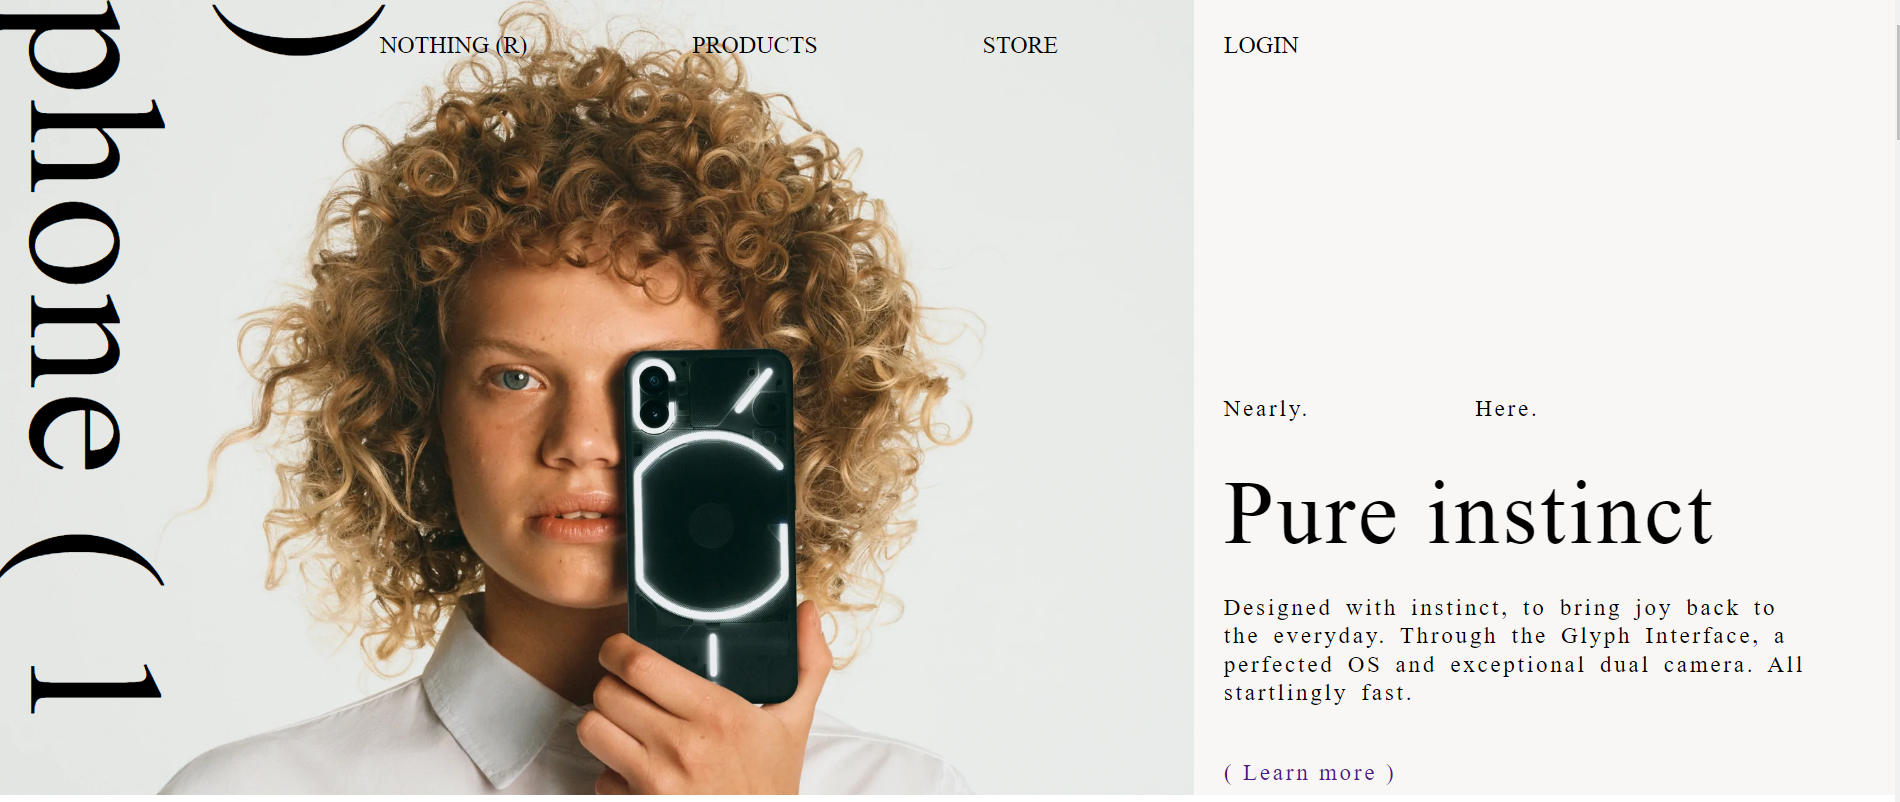 phone ( 1
)
NOTHING (R) PRODUCTS STORE LOGIN
Nearly. Here.
Pure instinct
Designed with instinct, to bring joy back to
the everyday. Through the Glyph Interface, a
perfected OS and exceptional dual camera. All
startlingly fast.
( Learn more )